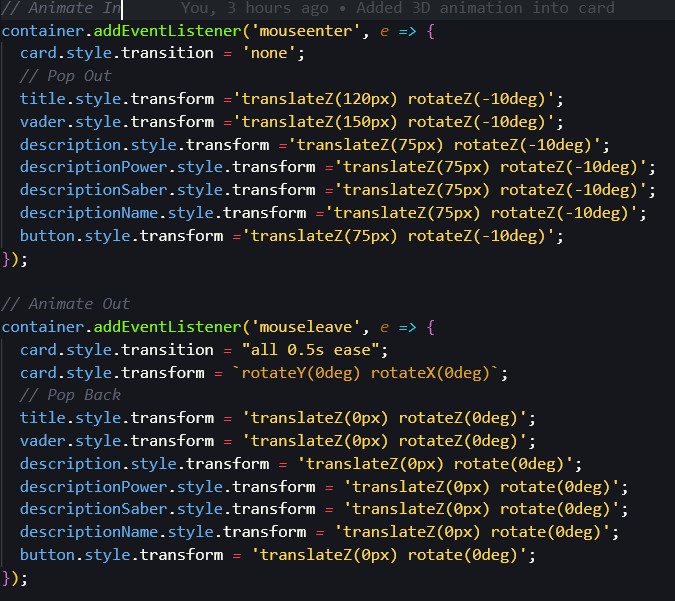 // Animate In You, 3 hours ago • Added 3D animation into card
container.addEventListener('mouseenter', e => {
  card.style.transition = 'none';
  // Pop Out
  title.style.transform ='translateZ(120px) rotateZ(-10deg)';
  vader.style.transform ='translateZ(150px) rotateZ(-10deg)';
  description.style.transform ='translateZ(75px) rotateZ(-10deg)';
  descriptionPower.style.transform ='translateZ(75px) rotateZ(-10deg)';
  descriptionSaber.style.transform ='translateZ(75px) rotateZ(-10deg)';
  descriptionName.style.transform ='translateZ(75px) rotateZ(-10deg)';
  button.style.transform ='translateZ(75px) rotateZ(-10deg)';
});
// Animate Out
container.addEventListener('mouseleave', e => {
  card.style.transition = "all 0.5s ease";
  card.style.transform = `rotateY(0deg) rotateX(0deg)`;
  // Pop Back
  title.style.transform = 'translateZ(0px) rotateZ(0deg)';
  vader.style.transform = 'translateZ(0px) rotateZ(0deg)';
  description.style.transform = 'translateZ(0px) rotate(0deg)';
  descriptionPower.style.transform = 'translateZ(0px) rotate(0deg)';
  descriptionSaber.style.transform = 'translateZ(0px) rotate(0deg)';
  descriptionName.style.transform = 'translateZ(0px) rotate(0deg)';
  button.style.transform = 'translateZ(0px) rotate(0deg)';
});